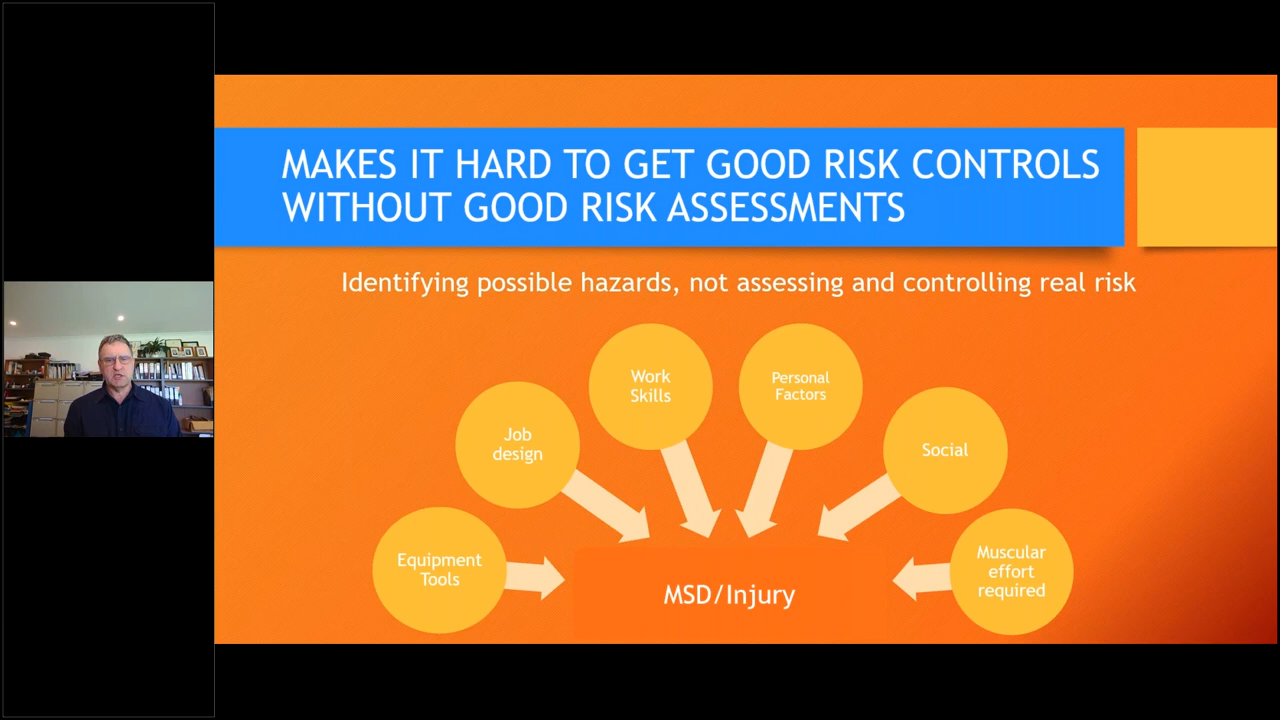 MAKES IT HARD TO GET GOOD RISK CONTROLS
WITHOUT GOOD RISK ASSESSMENTS
Identifying possible hazards, not assessing and controlling real risk
Equipment
Tools
Job
design
Work
Skills
Personal
Factors
Social
Muscular
effort
required
MSD/Injury